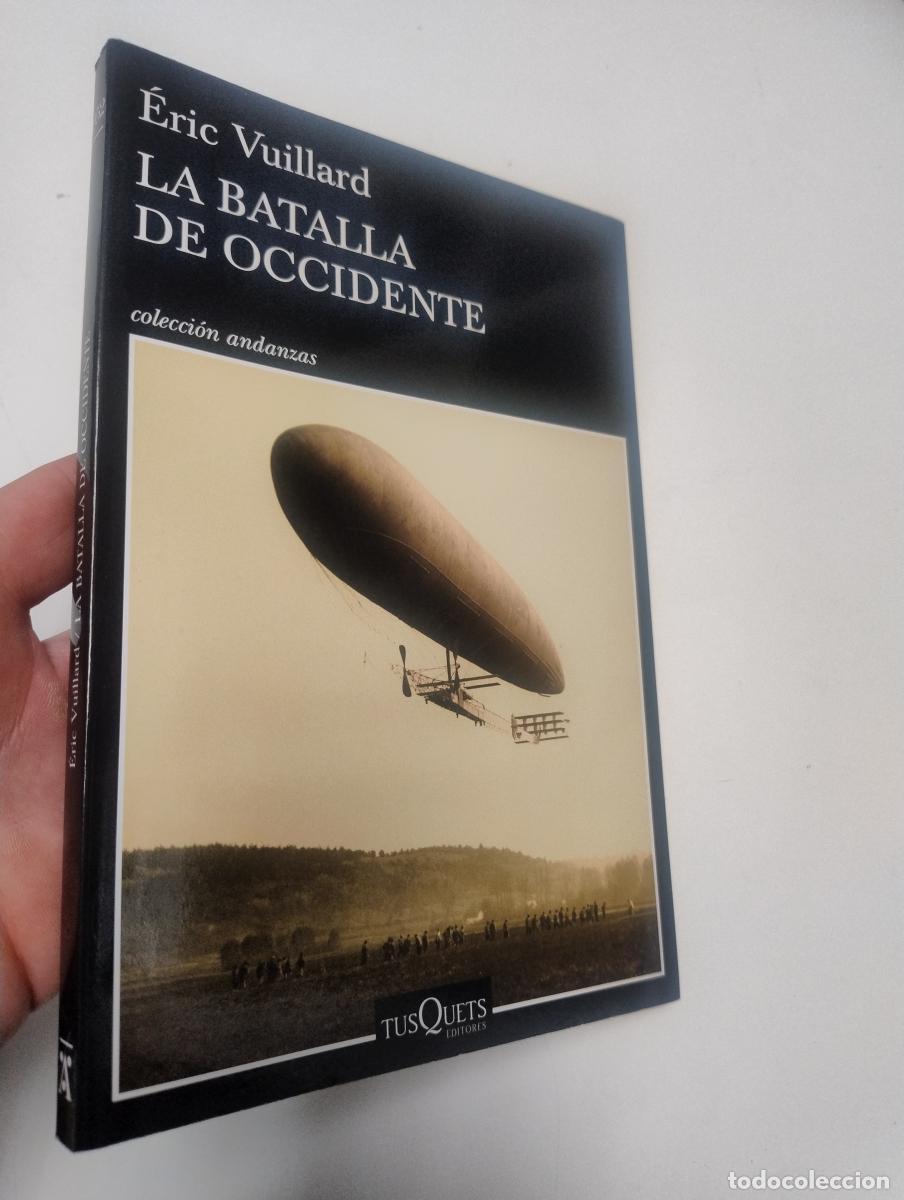 Éric Vuillard
LA BATALLA
DE OCCIDENTE
colección andanzas
TUSQUETS
EDITORES
Éric Vuillard / LA BATALLA DE OCCIDENTE
todocoleccion